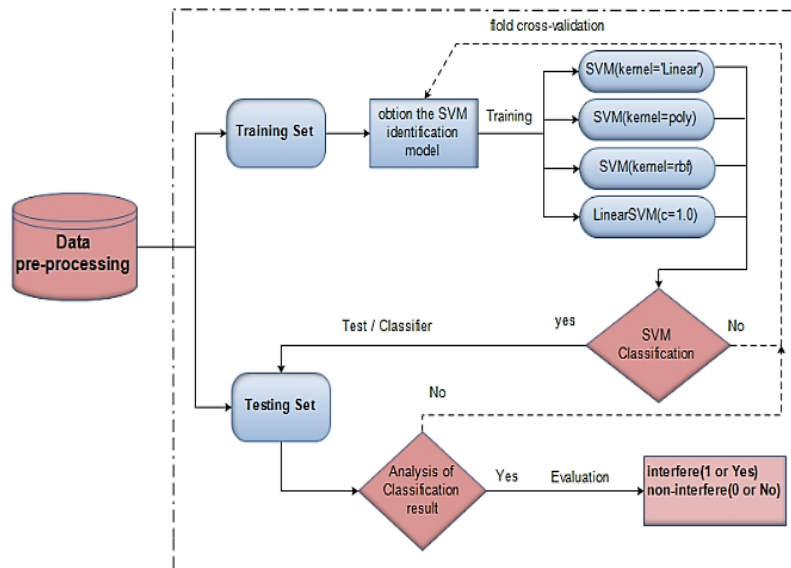 flold cross-validation
SVM(kernel='Linear')
Training Set
obtion the SVM
identification
model
Training
SVM(kernel=poly)
SVM(kernel=rbf)
LinearSVM(c=1.0)
Data
pre-processing
Test / Classifier
yes
SVM
Classification
No
Testing Set
No
Analysis of
Classification
result
Yes
Evaluation
Interfere(1 or Yes)
non-interfere(0 or No)